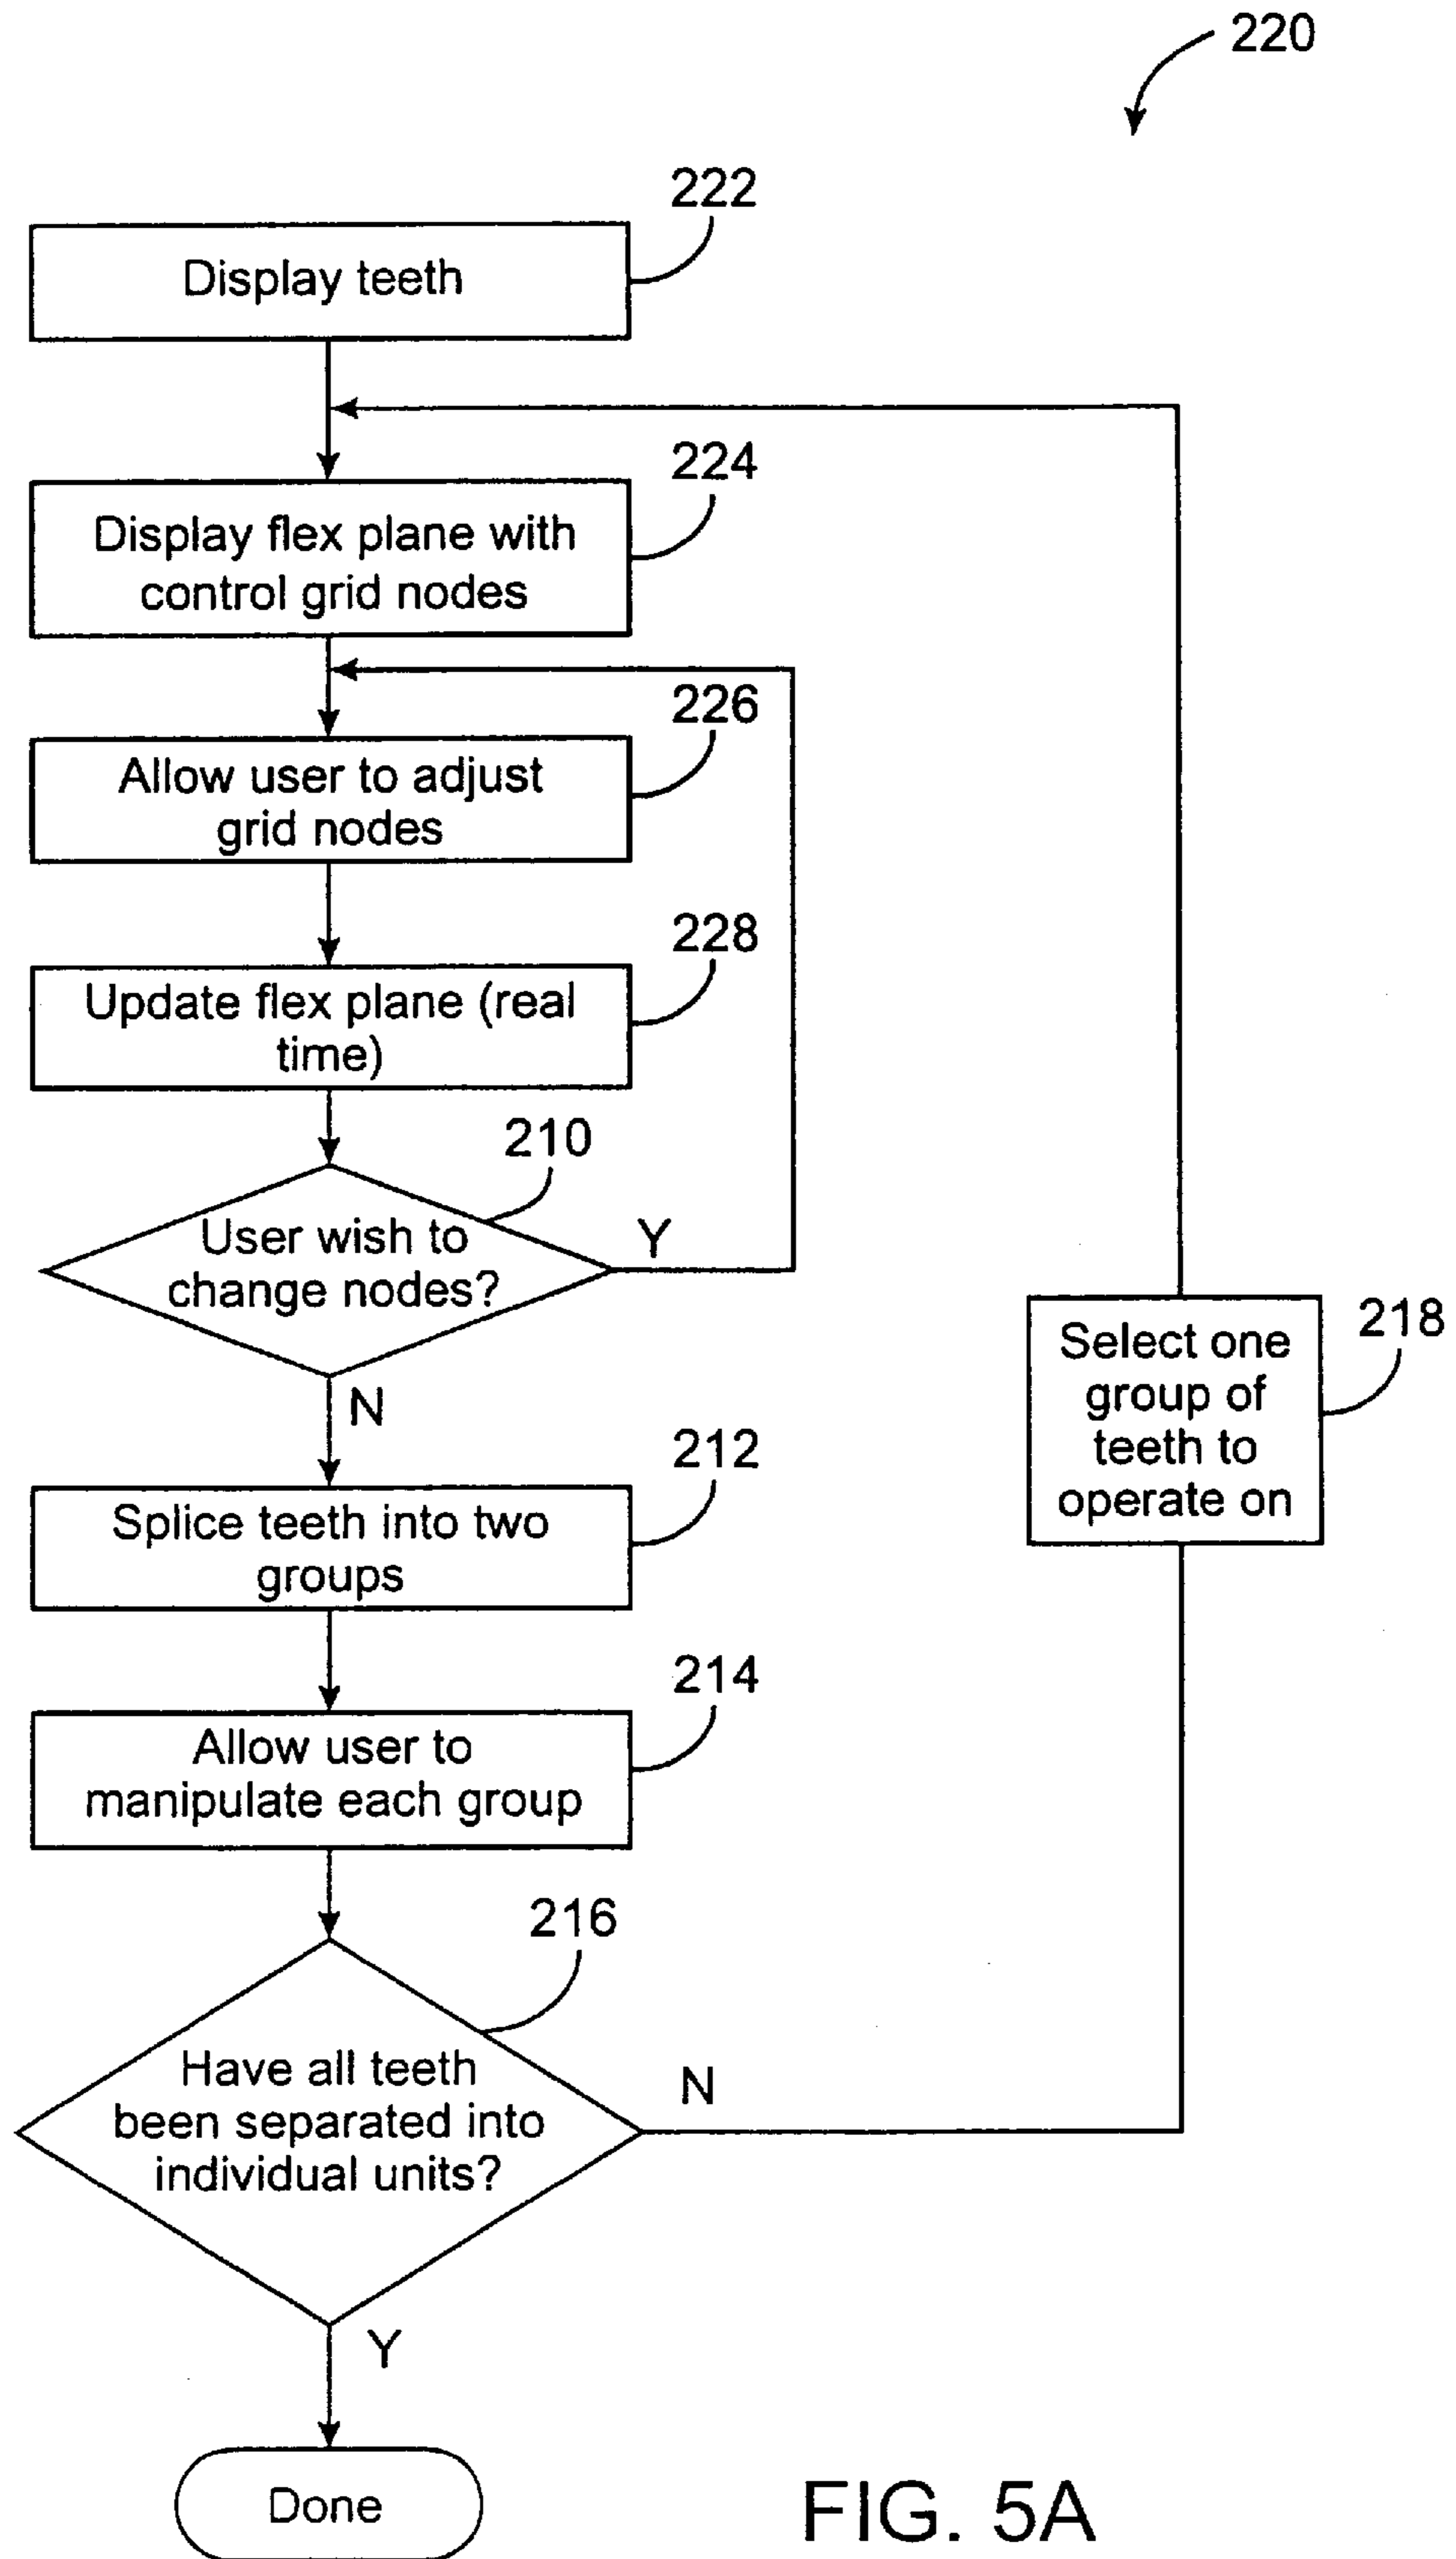 220
222
Display teeth
224
Display flex plane with
control grid nodes
226
Allow user to adjust
grid nodes
228
Update flex plane (real
time)
210
User wish to
change nodes?
Y
N
218
Select one
group of
teeth to
operate on
212
Splice teeth into two
groups
214
Allow user to
manipulate each group
216
Have all teeth
been separated into
individual units?
N
Y
Done
FIG. 5A